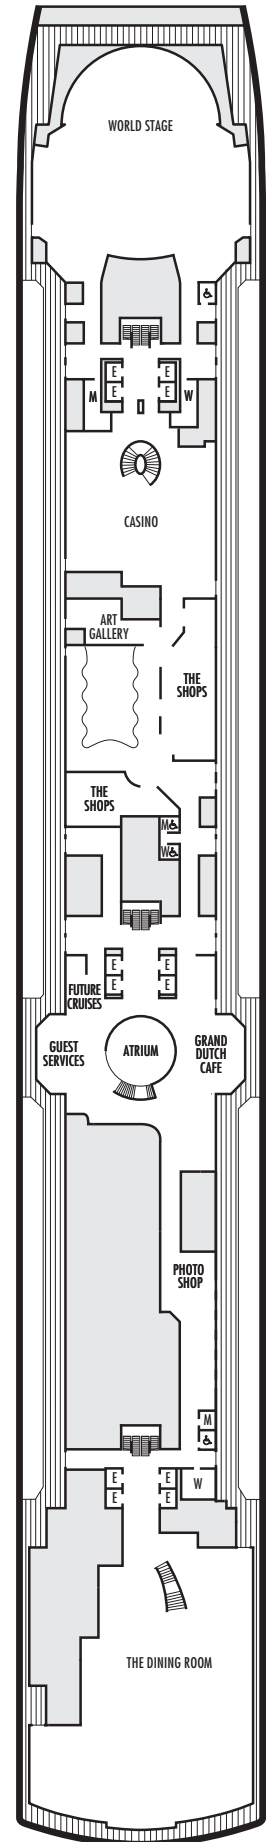 WORLD STAGE
E E
E E
M W
CASINO
ART
GALLERY
THE
SHOPS
THE
SHOPS
M
W
E E
E E
FUTURE
CRUISES
GUEST
SERVICES
ATRIUM
GRAND
DUTCH
CAFE
PHOTO
SHOP
M
E E
W
E E
THE DINING ROOM